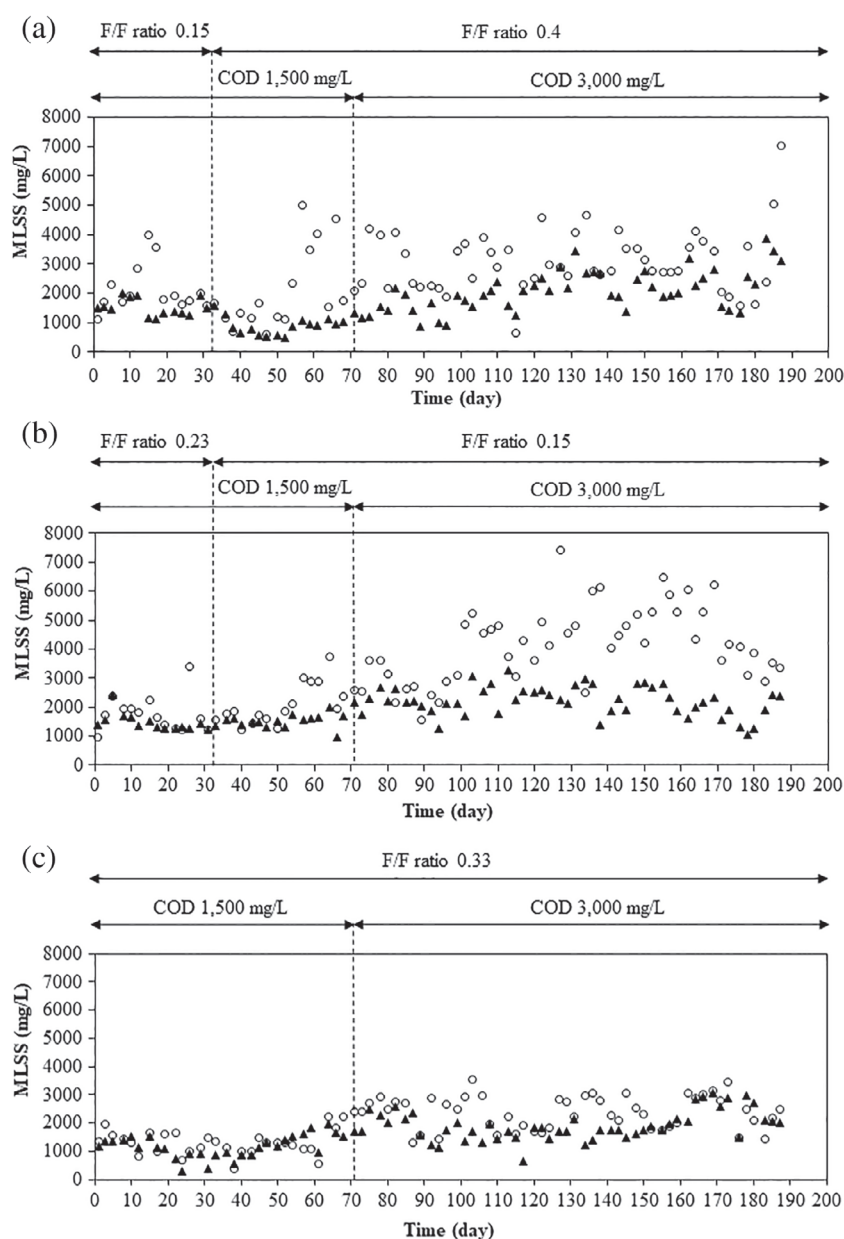 (a)
F/F ratio 0.15 F/F ratio 0.4
COD 1,500 mg/L COD 3,000 mg/L
8000
7000
6000
5000
4000
3000
2000
1000
0
MLSS (mg/L)
0 10 20 30 40 50 60 70 80 90 100 110 120 130 140 150 160 170 180 190 200
Time (day)
(b)
F/F ratio 0.23 F/F ratio 0.15
COD 1,500 mg/L COD 3,000 mg/L
8000
7000
6000
5000
4000
3000
2000
1000
0
MLSS (mg/L)
0 10 20 30 40 50 60 70 80 90 100 110 120 130 140 150 160 170 180 190 200
Time (day)
(c)
F/F ratio 0.33
COD 1,500 mg/L COD 3,000 mg/L
8000
7000
6000
5000
4000
3000
2000
1000
0
MLSS (mg/L)
0 10 20 30 40 50 60 70 80 90 100 110 120 130 140 150 160 170 180 190 200
Time (day)